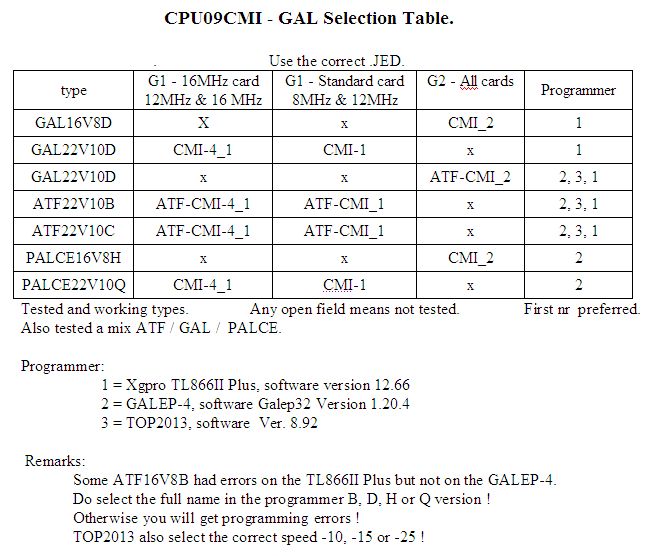 CPU09CMI - GAL Selection Table.
. Use the correct .JED.
type G1 - 16MHz card 12MHz & 16 MHz G1 - Standard card 8MHz & 12MHz G2 - All cards Programmer
GAL16V8D X x CMI_2 1
GAL22V10D CMI-4_1 CMI-1 x 1
GAL22V10D x x ATF-CMI_2 2, 3, 1
ATF22V10B ATF-CMI-4_1 ATF-CMI_1 x 2, 3, 1
ATF22V10C ATF-CMI-4_1 ATF-CMI_1 x 2, 3, 1
PALCE16V8H x x CMI_2 2
PALCE22V10Q CMI-4_1 CMI-1 x 2
Tested and working types. Any open field means not tested. First nr preferred.
Also tested a mix ATF / GAL / PALCE.
Programmer:
1 = Xgpro TL866II Plus, software version 12.66
2 = GALEP-4, software Galep32 Version 1.20.4
3 = TOP2013, software Ver. 8.92
Remarks:
Some ATF16V8B had errors on the TL866II Plus but not on the GALEP-4.
Do select the full name in the programmer B, D, H or Q version !
Otherwise you will get programming errors !
TOP2013 also select the correct speed -10, -15 or -25 !